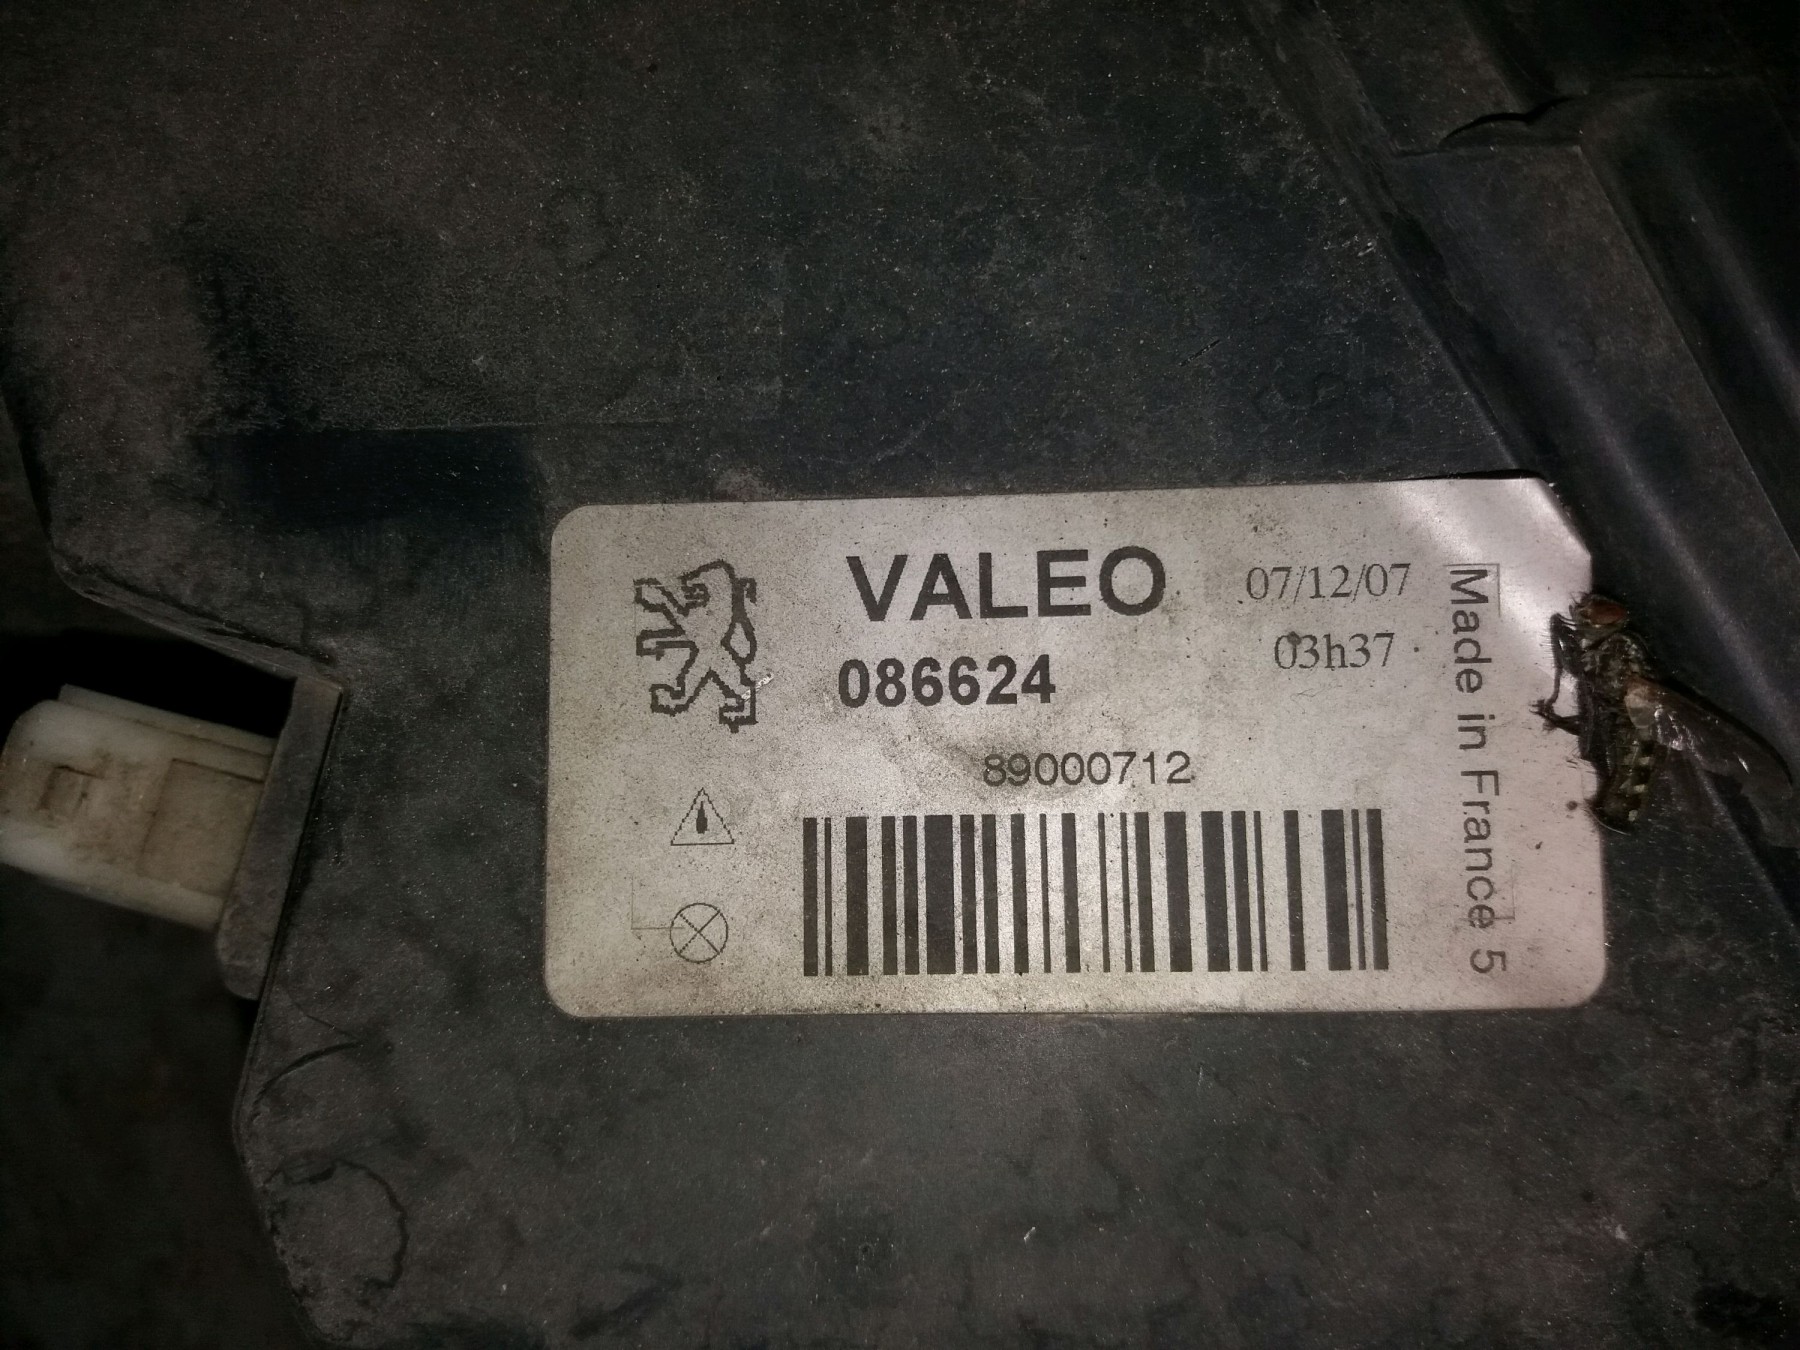 VALEO
07/12/07
086624
03h37
89000712
Made in France 5